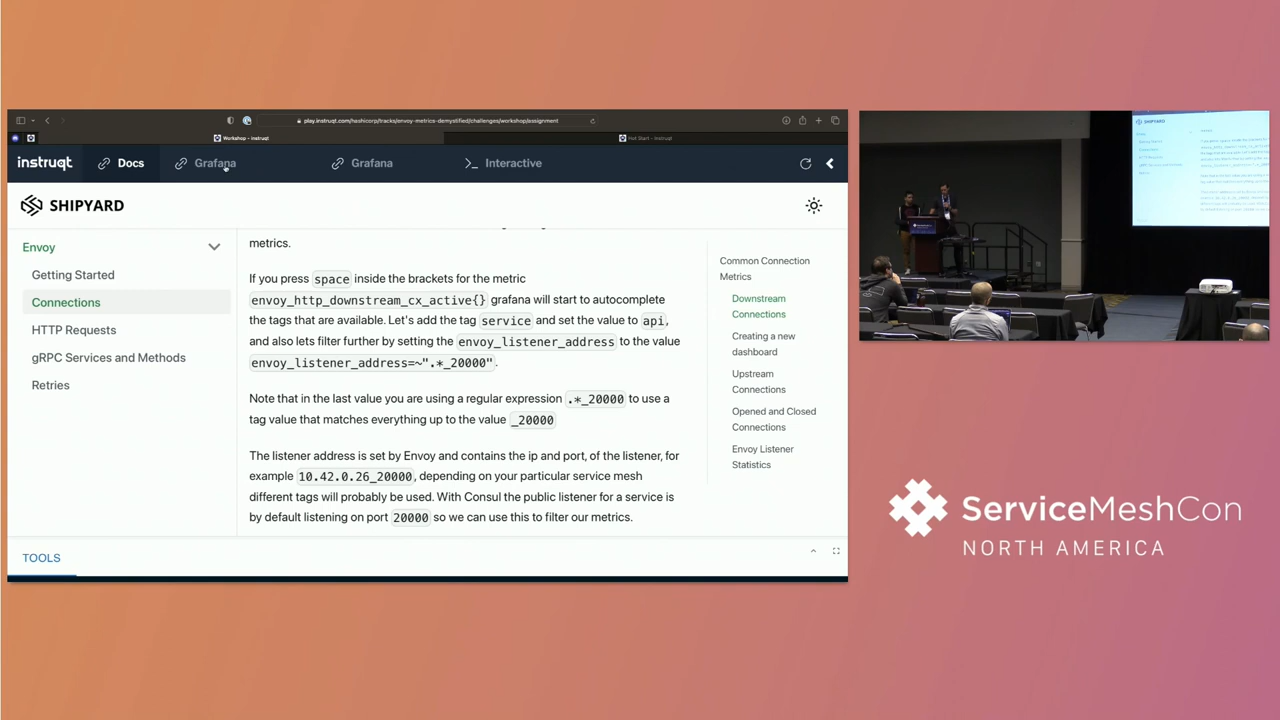 play.instruqt.com/hashicorp/tracks/envoy-metrics-demystified/challenges/workshop/assignment
Workshop - Instruqt
Hot Start - Instruqt
instruqt
Docs
Grafana
Grafana
Interactive
SHIPYARD
Envoy
Getting Started
Connections
HTTP Requests
gRPC Services and Methods
Retries
metrics.
If you press space inside the brackets for the metric
envoy_http_downstream_cx_active{} grafana will start to autocomplete
the tags that are available. Let's add the tag service and set the value to api,
and also lets filter further by setting the envoy_listener_address to the value
envoy_listener_address=~".*_20000".
Note that in the last value you are using a regular expression .*_20000 to use a
tag value that matches everything up to the value _20000
The listener address is set by Envoy and contains the ip and port, of the listener, for
example 10.42.0.26_20000, depending on your particular service mesh
different tags will probably be used. With Consul the public listener for a service is
by default listening on port 20000 so we can use this to filter our metrics.
Common Connection
Metrics
Downstream
Connections
Creating a new
dashboard
Upstream
Connections
Opened and Closed
Connections
Envoy Listener
Statistics
TOOLS
SHIPYARD
ServiceMeshCon
NORTH AMERICA